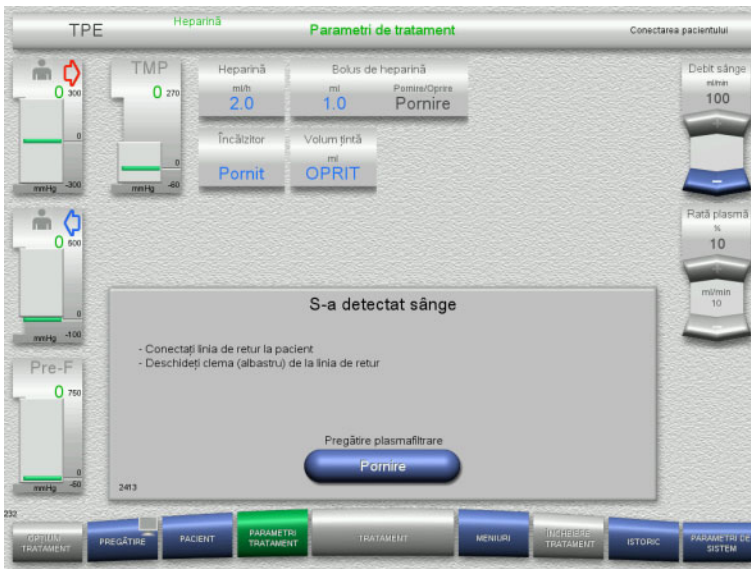 TPE
Heparină
Parametri de tratament
Conectarea pacientului
0 300
0
mmHg -300
TMP
0 270
0
mmHg -60
Heparină
ml/h
2.0
Bolus de heparină
ml Pornire/Oprire
1.0 Pornire
Încălzitor
Pornit
Volum țintă
ml
OPRIT
Debit sânge
ml/min
100
+
-
Rată plasmă
%
10
+
ml/min
10
-
0 500
0
mmHg -100
Pre-F
0 750
0
mmHg -50
S-a detectat sânge
- Conectați linia de retur la pacient
- Deschideți clema (albastru) de la linia de retur
Pregătire plasmafiltrare
Pornire
2413
232
OPȚIUNI TRATAMENT
PREGĂTIRE
PACIENT
PARAMETRI TRATAMENT
TRATAMENT
MENIURI
ÎNCHEIERE TRATAMENT
ISTORIC
PARAMETRI DE SISTEM